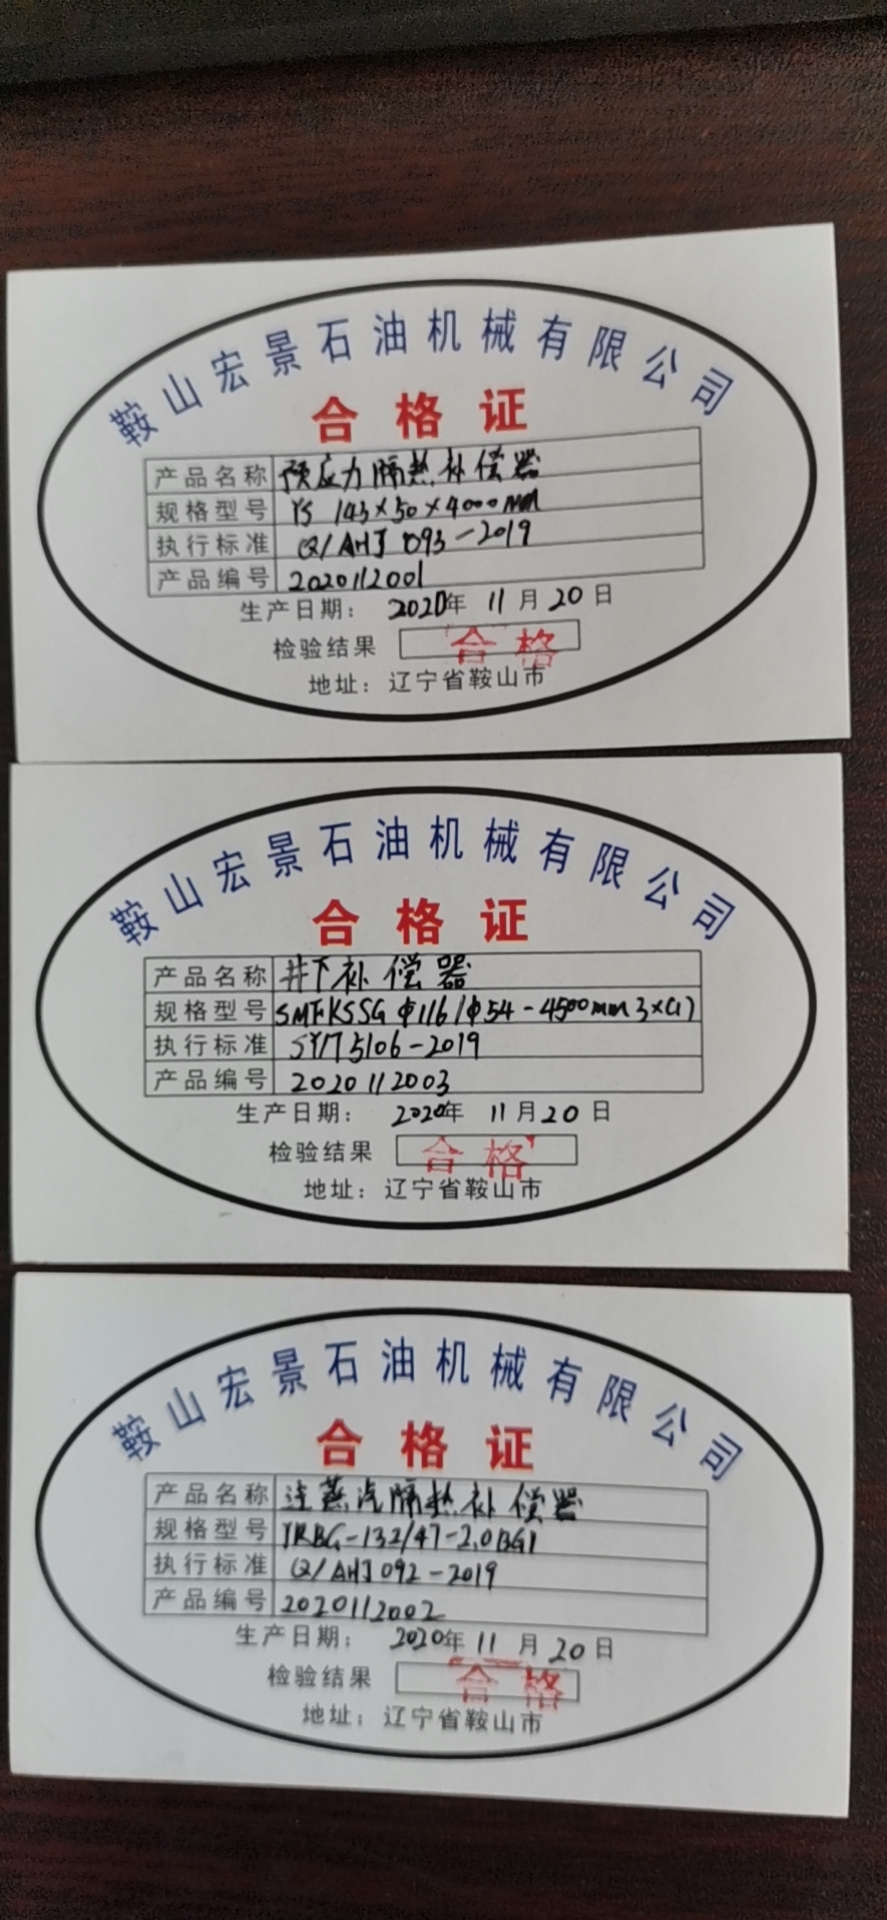 鞍山宏景石油机械有限公司
合格证
产品名称 预应力隔热补偿器
规格型号 YS 143×50×4000mm
执行标准 Q/AHJ 093-2019
产品编号 2020112001
生产日期: 2020年 11月20日
检验结果 合格
地址: 辽宁省鞍山市
鞍山宏景石油机械有限公司
合格证
产品名称 井下补偿器
规格型号 SMFKSSG φ116/φ54-4500mm
执行标准 SY/T 5106-2019
产品编号 2020112003
生产日期: 2020年 11月20日
检验结果 合格
地址: 辽宁省鞍山市
鞍山宏景石油机械有限公司
合格证
产品名称 注蒸汽隔热补偿器
规格型号 -132/47-2.0BG1
执行标准 Q/AHJ 092-2019
产品编号 2020112002
生产日期: 2020年 11月20日
检验结果 合格
地址: 辽宁省鞍山市